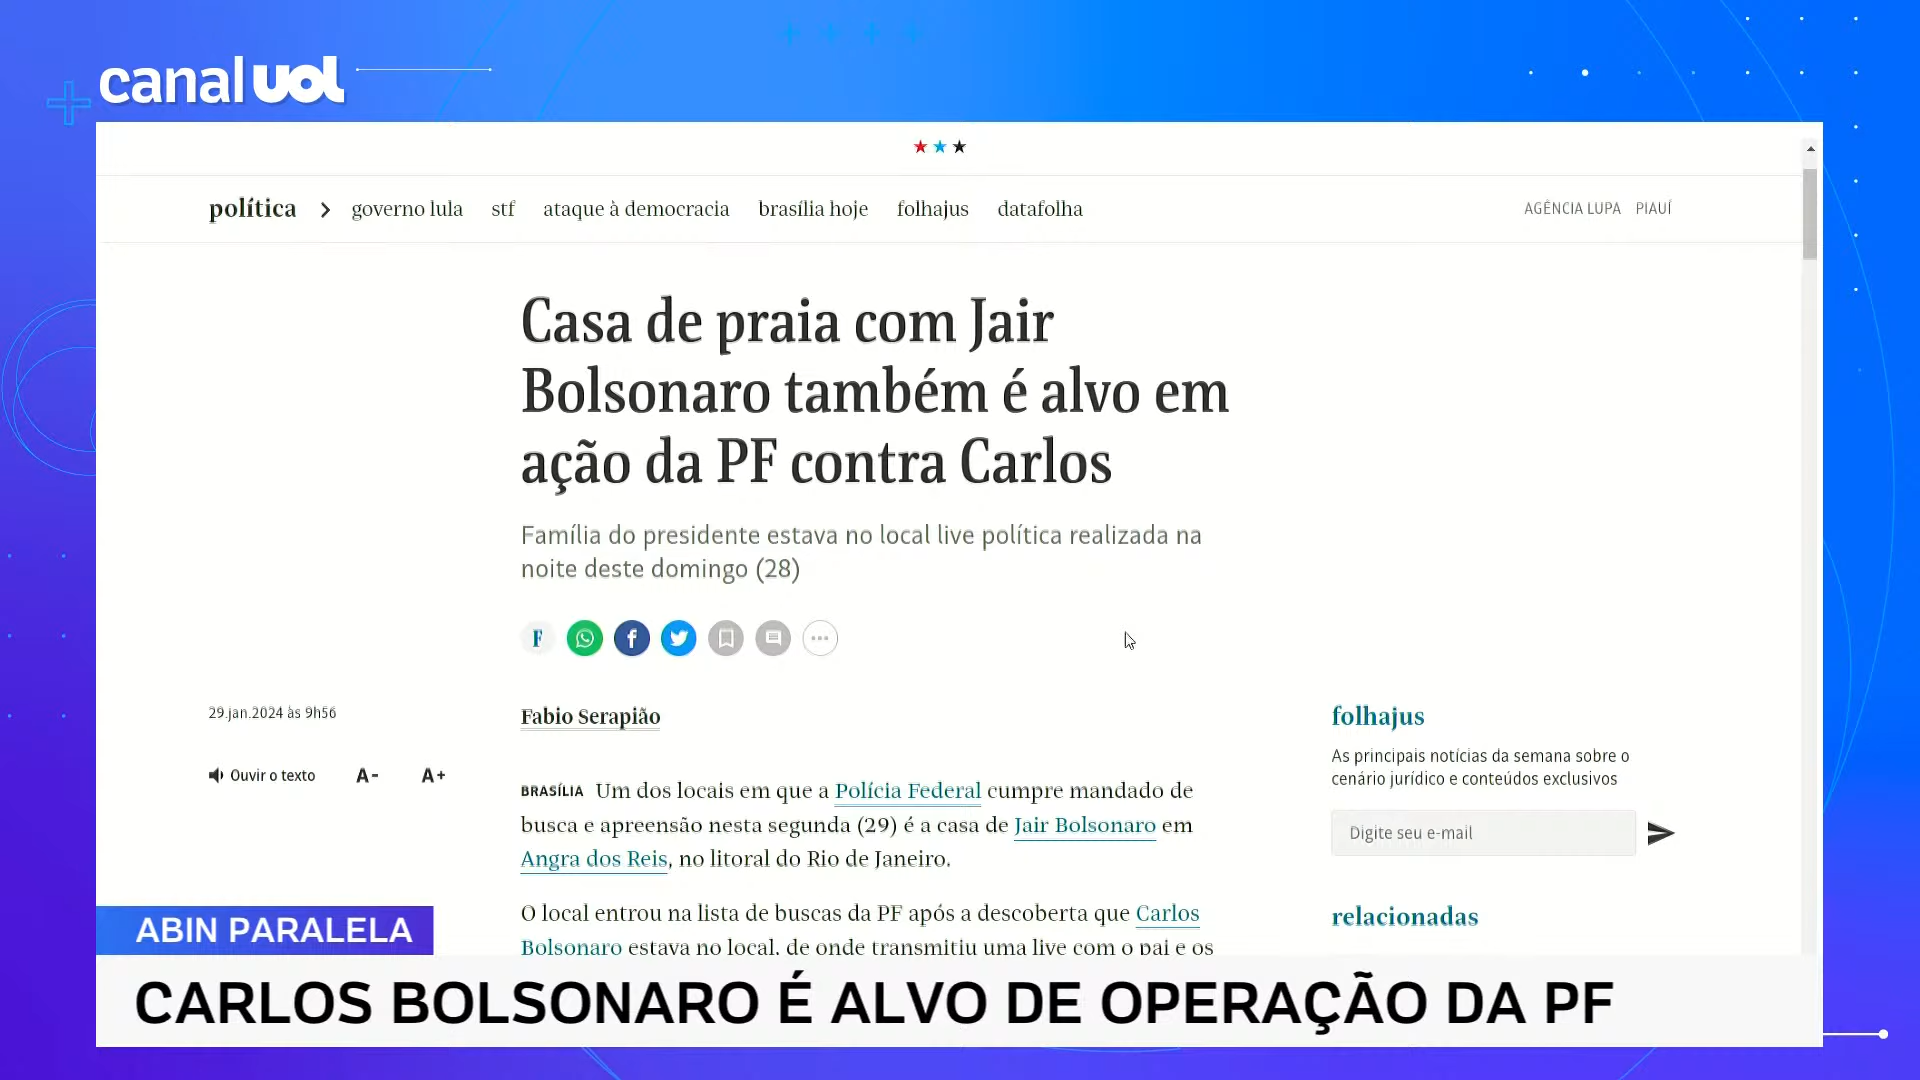 canal uol
política > governo lula stf ataque à democracia brasília hoje folhajus datafolha AGÊNCIA LUPA PIAUÍ
Casa de praia com Jair
Bolsonaro também é alvo em
ação da PF contra Carlos
Família do presidente estava no local live política realizada na
noite deste domingo (28)
F
29.jan.2024 às 9h56
Ouvir o texto A- A+
Fabio Serapião
BRASÍLIA Um dos locais em que a Polícia Federal cumpre mandado de
busca e apreensão nesta segunda (29) é a casa de Jair Bolsonaro em
Angra dos Reis, no litoral do Rio de Janeiro.
O local entrou na lista de buscas da PF após a descoberta que Carlos
Bolsonaro estava no local, de onde transmitiu uma live com o pai e os
folhajus
As principais notícias da semana sobre o
cenário jurídico e conteúdos exclusivos
Digite seu e-mail
relacionadas
ABIN PARALELA
CARLOS BOLSONARO É ALVO DE OPERAÇÃO DA PF